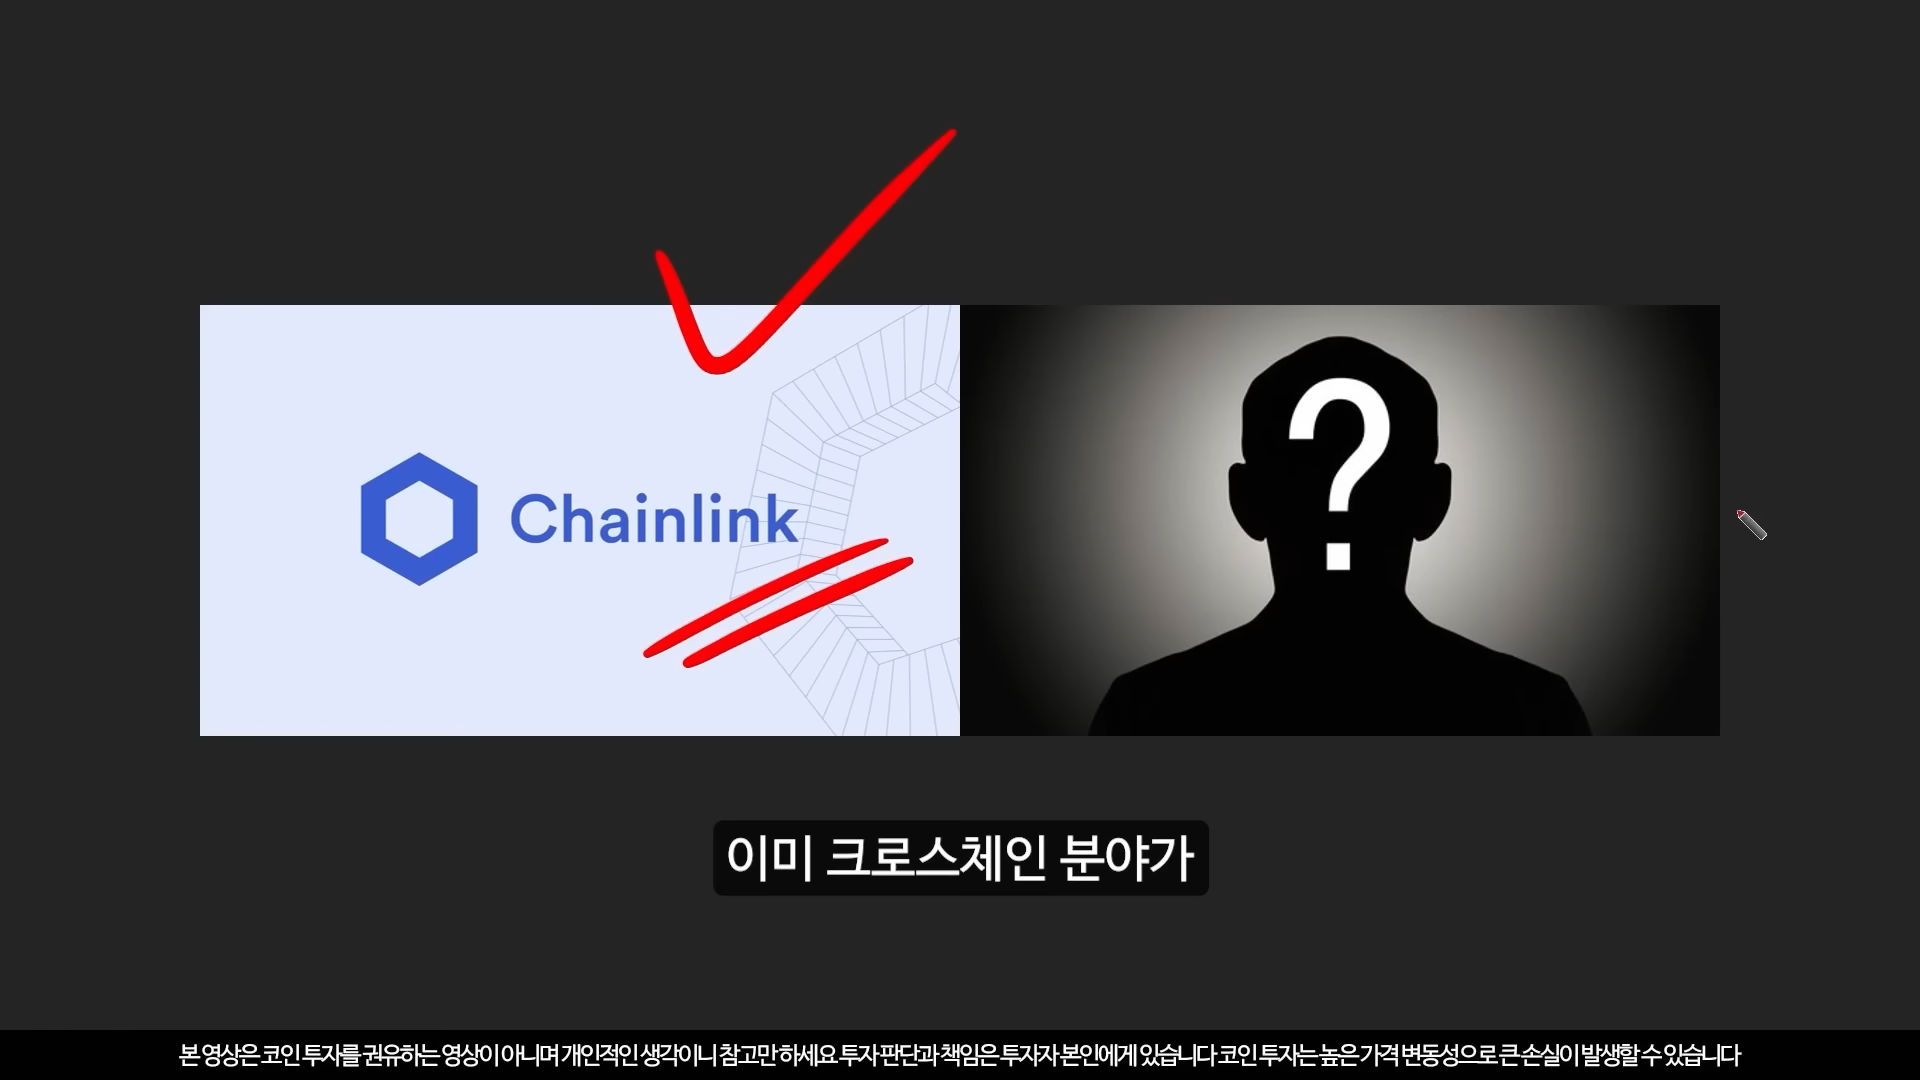 Chainlink
?
이미 크로스체인 분야가
본 영상은 코인 투자를 권유하는 영상이 아니며 개인적인 생각이니 참고만 하세요 투자 판단과 책임은 투자자 본인에게 있습니다 코인 투자는 높은 가격 변동성으로 큰 손실이 발생할 수 있습니다